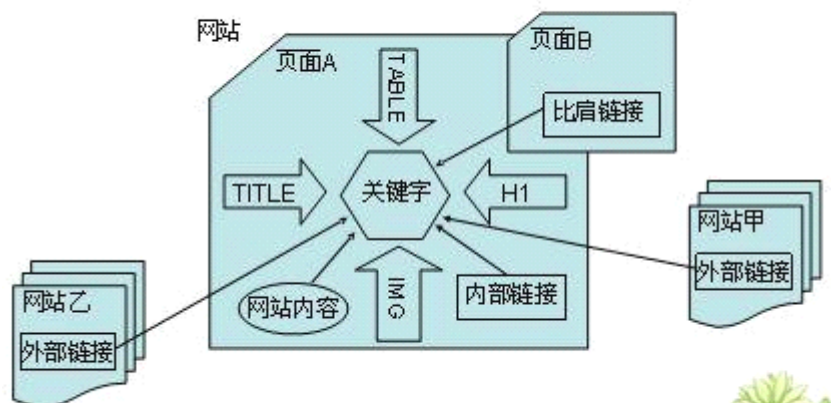 网站
页面A
页面B
TABLE
比肩链接
TITLE
关键字
H1
网站甲
外部链接
网站内容
IMG
内部链接
网站乙
外部链接